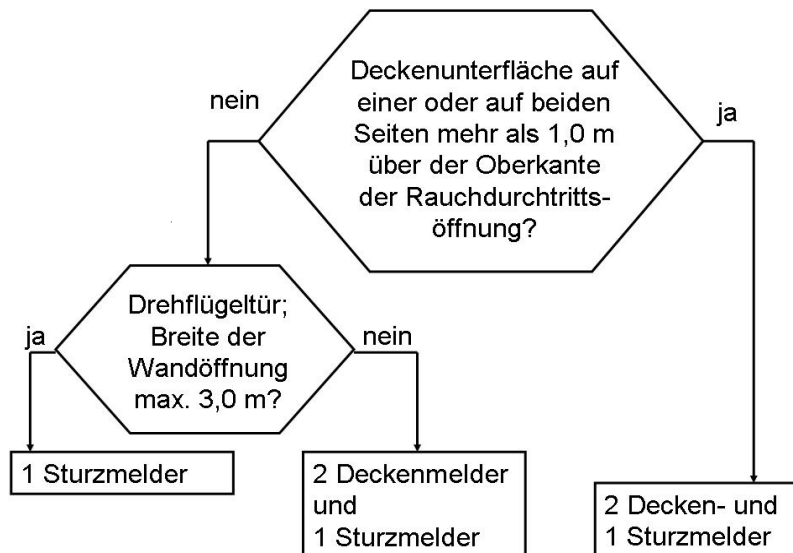 Deckenunterfläche auf
einer oder auf beiden
Seiten mehr als 1,0 m
über der Oberkante
der Rauchdurchtritts-
öffnung?
nein
ja
Drehflügeltür;
Breite der
Wandöffnung
max. 3,0 m?
ja
nein
1 Sturzmelder
2 Deckenmelder
und
1 Sturzmelder
2 Decken- und
1 Sturzmelder